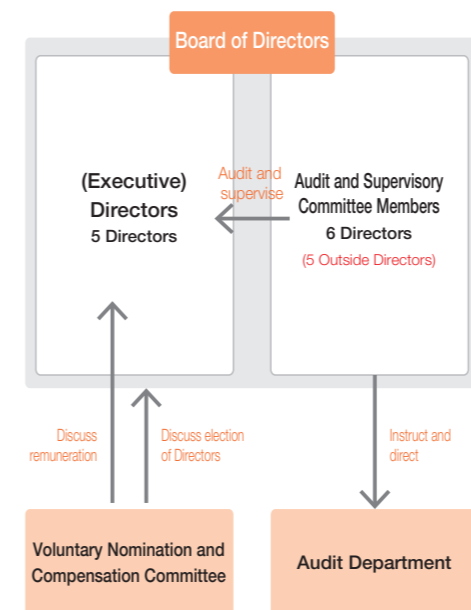 Board of Directors
(Executive)
Directors
5 Directors
Audit and
supervise
Audit and Supervisory
Committee Members
6 Directors
(5 Outside Directors)
Discuss
remuneration
Discuss election
of Directors
Instruct and
direct
Voluntary Nomination and
Compensation Committee
Audit Department